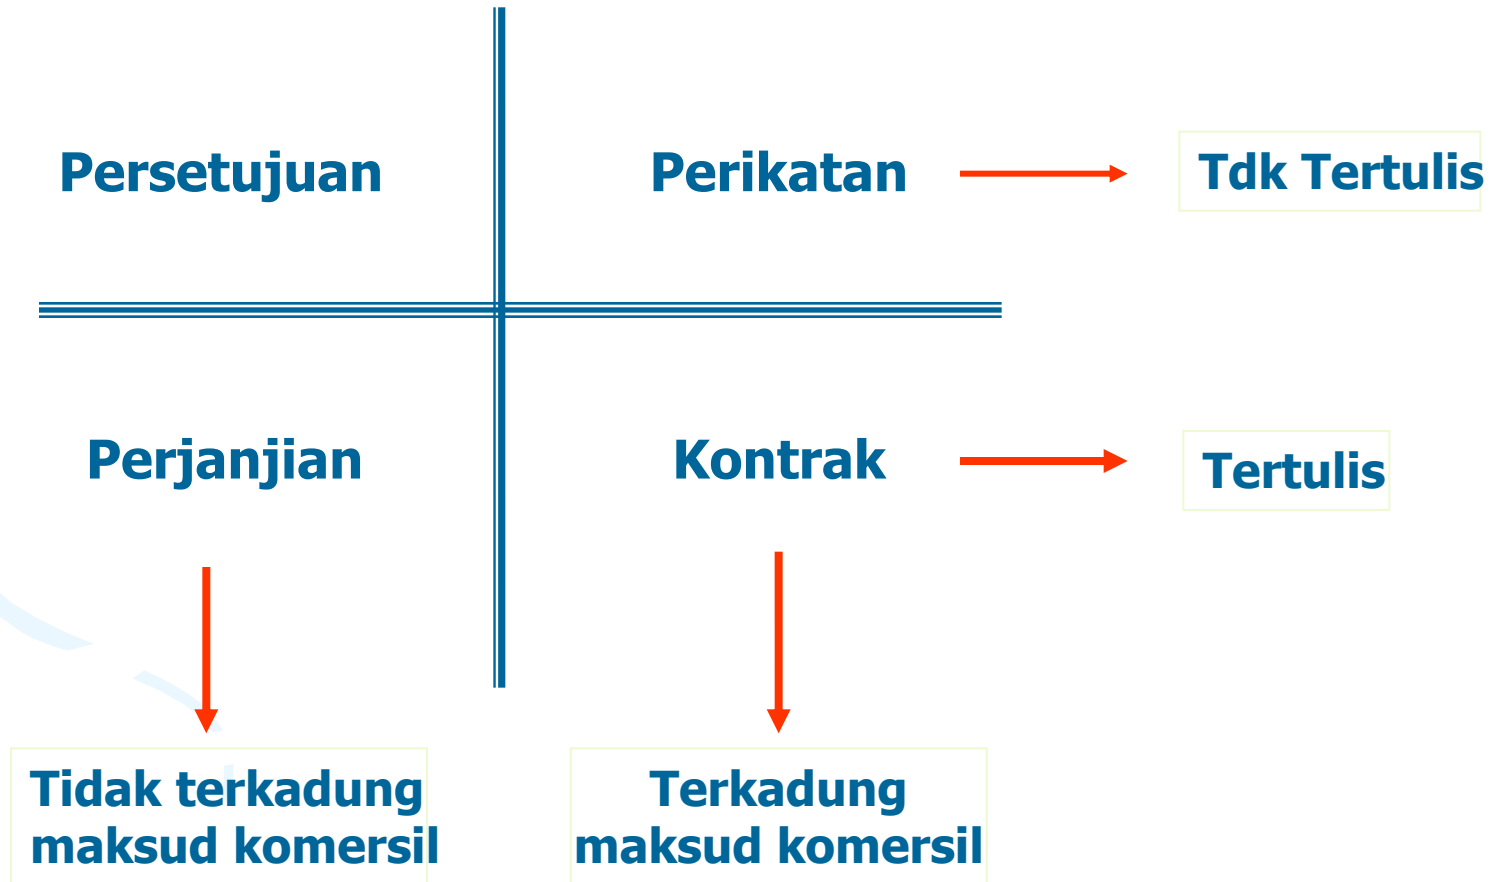 Persetujuan
Perikatan
Tdk Tertulis
Perjanjian
Kontrak
Tertulis
Tidak terkadung
maksud komersil
Terkadung
maksud komersil